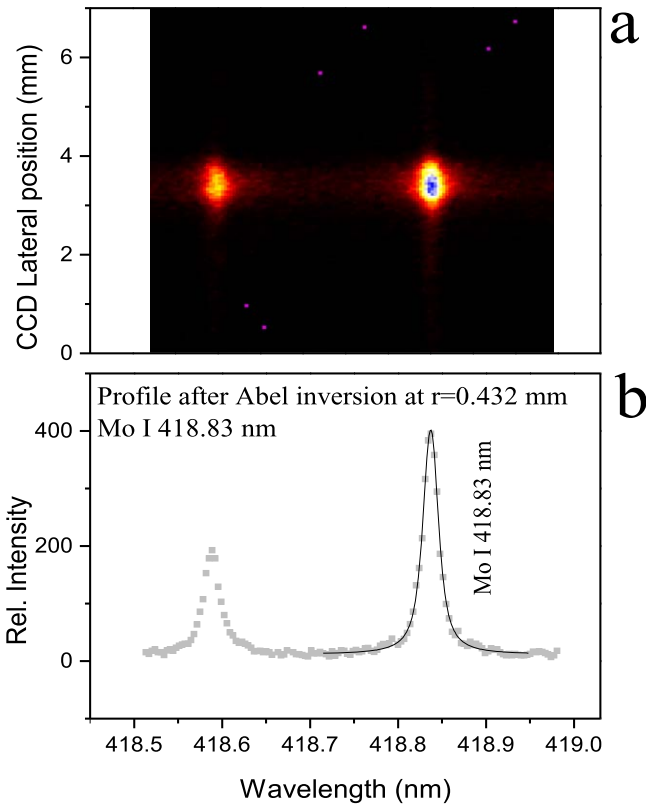 a
6
4
2
0
CCD Lateral position (mm)
b
Profile after Abel inversion at r=0.432 mm
Mo I 418.83 nm
400
200
0
Rel. Intensity
Mo I 418.83 nm
418.5 418.6 418.7 418.8 418.9 419.0
Wavelength (nm)